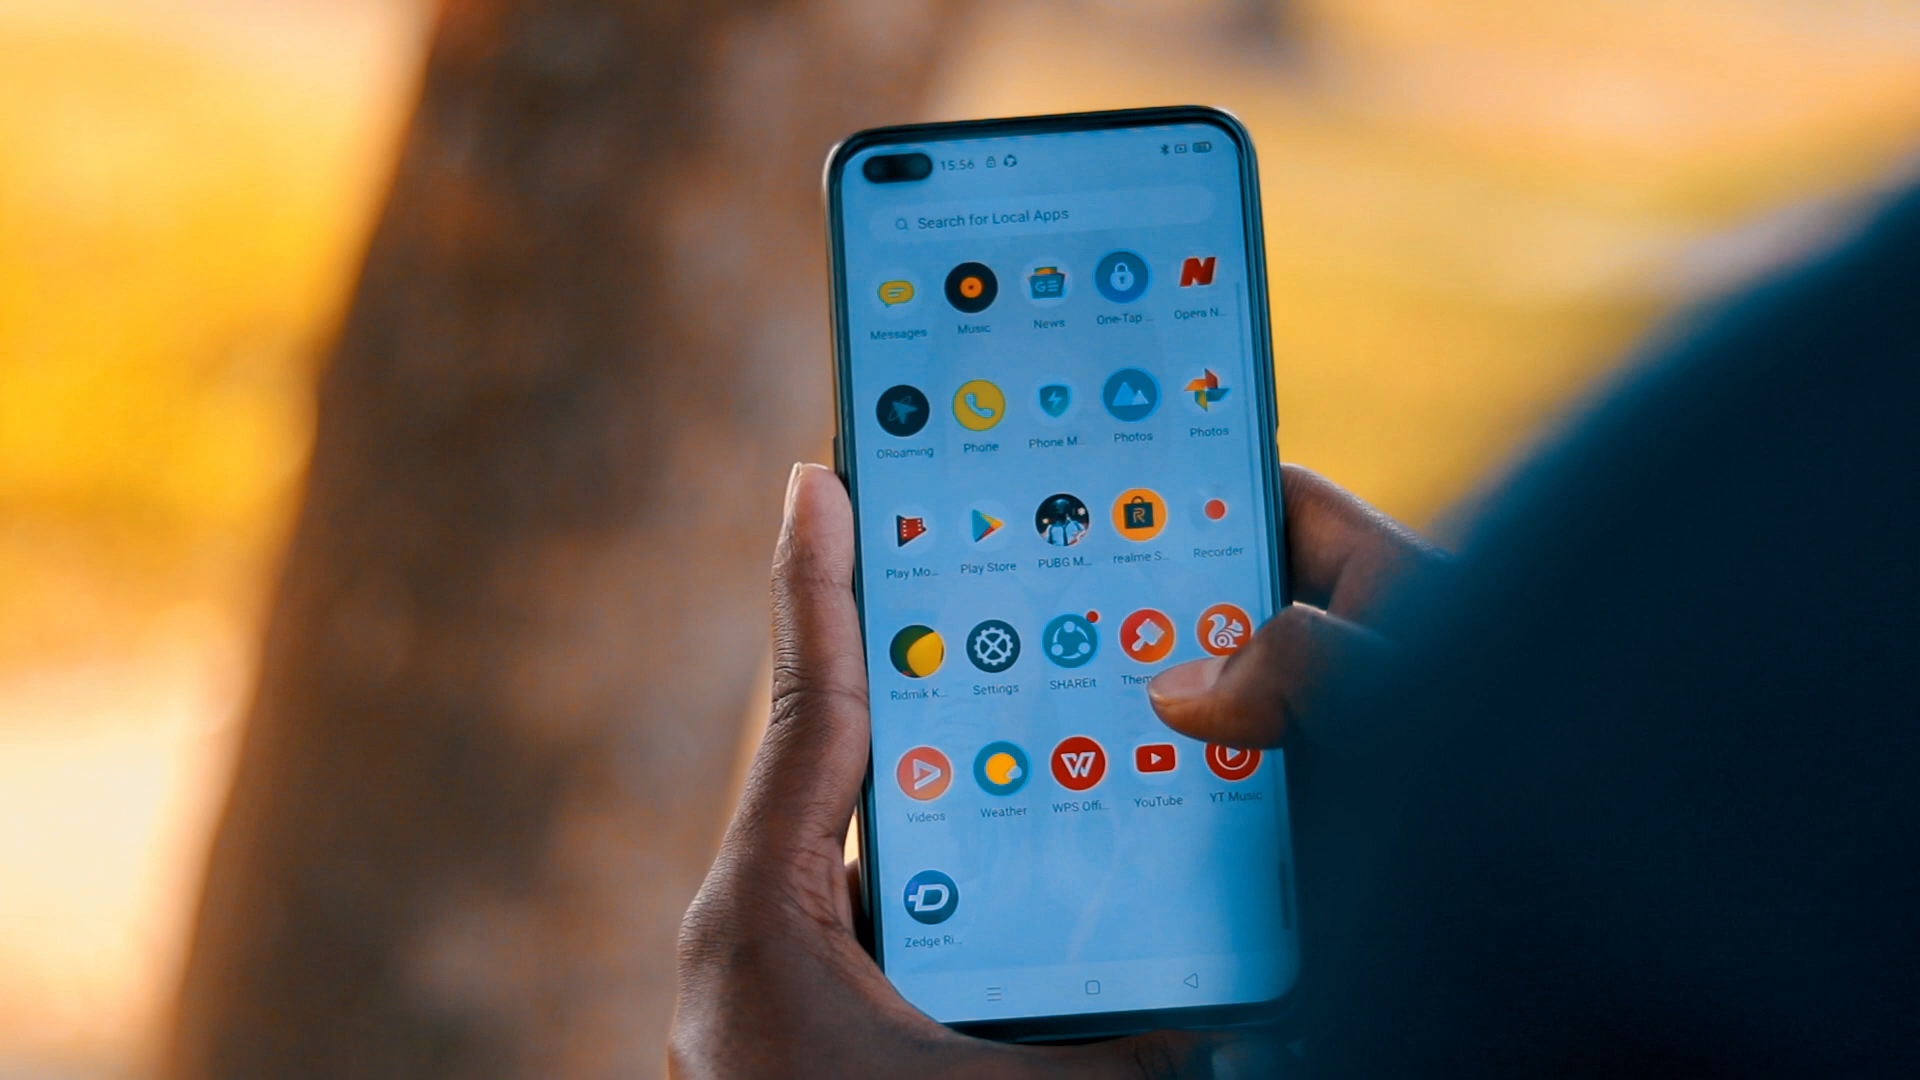 15:56
Search for Local Apps
Messages
Music
News
One-Tap ...
Opera N...
ORoaming
Phone
Phone M...
Photos
Photos
Play Mo...
Play Store
PUBG M...
realme S...
Recorder
Ridmik K...
Settings
SHAREit
Them
Videos
Weather
WPS Offi...
YouTube
YT Music
Zedge Ri...